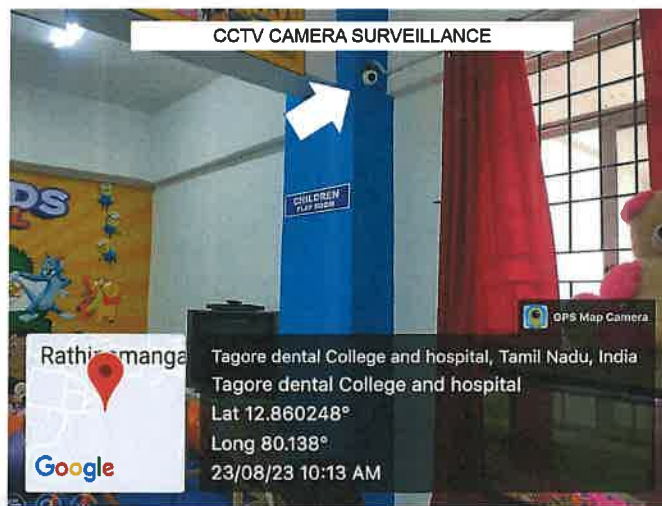 CCTV CAMERA SURVEILLANCE
CHILDREN
PLAY ROOM
DS
GPS Map Camera
Google
Tagore dental College and hospital, Tamil Nadu, India
Tagore dental College and hospital
Lat 12.860248°
Long 80.138°
23/08/23 10:13 AM